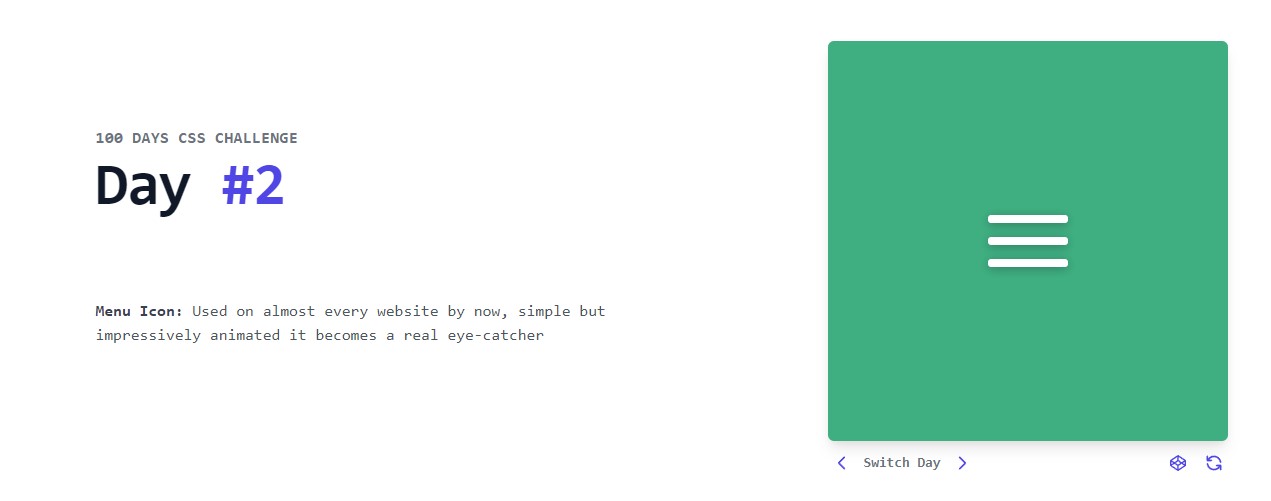 100 DAYS CSS CHALLENGE
Day #2
Menu Icon: Used on almost every website by now, simple but
impressively animated it becomes a real eye-catcher
Switch Day